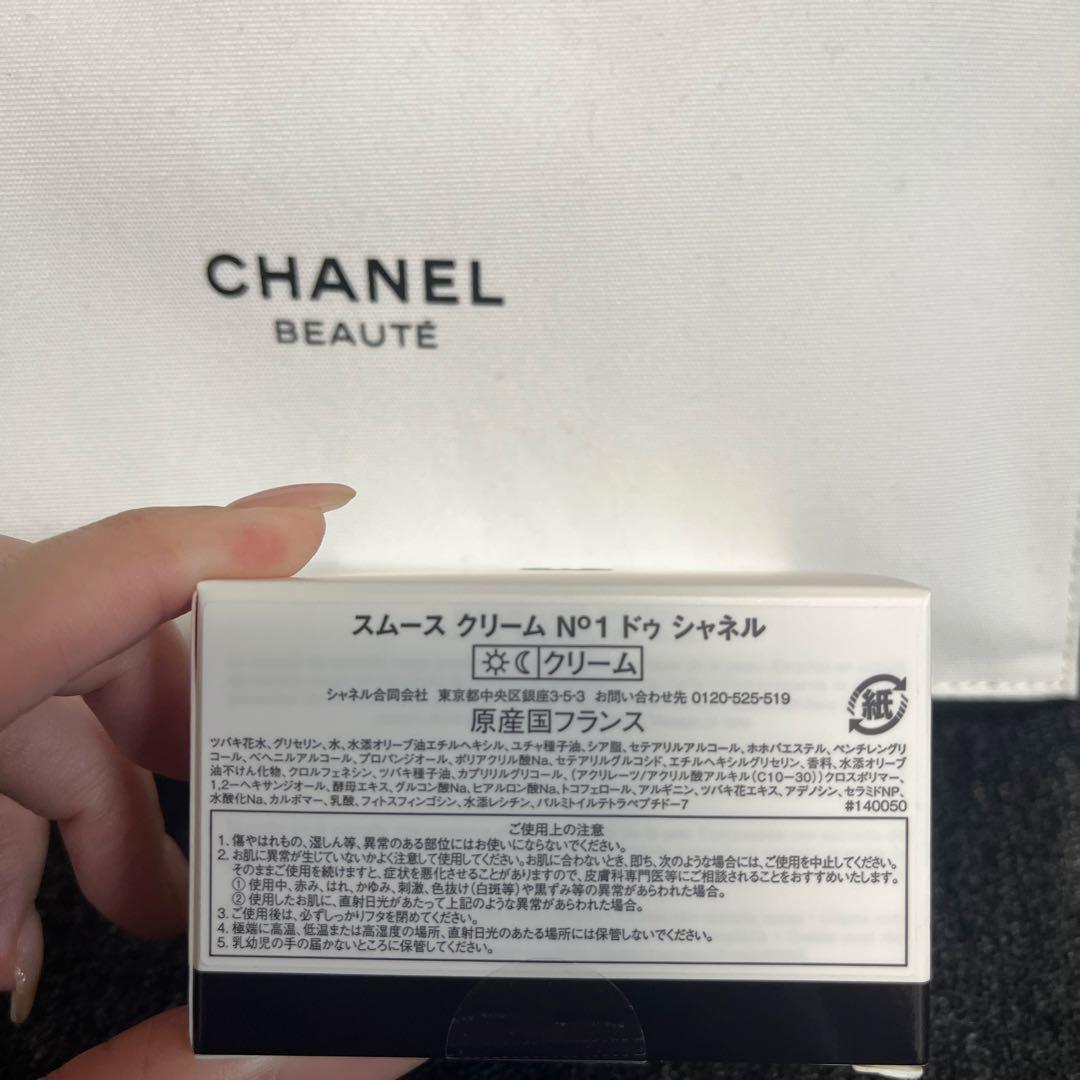 CHANEL
BEAUTÉ
スムース クリーム Nº1 ドゥ シャネル
クリーム
シャネル合同会社 東京都中央区銀座3-5-3 お問い合わせ先 0120-525-519
原産国フランス
紙
ツバキ花水、グリセリン、水、水添オリーブ油エチルヘキシル、ユチャ種子油、シア脂、セテアリルアルコール、ホホバエステル、ペンチレングリ
コール、ベヘニルアルコール、プロパンジオール、ポリアクリル酸Na、セテアリルグルコシド、エチルヘキシルグリセリン、香料、水添オリーブ
油不けん化物、クロルフェネシン、ツバキ種子油、カプリリルグリコール、(アクリレーツ/アクリル酸アルキル(C10-30))クロスポリマー、
1,2-ヘキサンジオール、酵母エキス、グルコン酸Na、ヒアルロン酸Na、トコフェロール、アルギニン、ツバキ花エキス、アデノシン、セラミドNP、
水酸化Na、カルボマー、乳酸、フィトスフィンゴシン、水添レシチン、パルミトイルテトラペプチド-7
#140050
ご使用上の注意
1. 傷やはれもの、湿しん等、異常のある部位にはお使いにならないでください。
2. お肌に異常が生じていないかよく注意して使用してください。お肌に合わないとき、即ち、次のような場合には、ご使用を中止してください。
そのままご使用を続けますと、症状を悪化させることがありますので、皮膚科専門医等にご相談されることをおすすめいたします。
① 使用中、赤み、はれ、かゆみ、刺激、色抜け(白斑等)や黒ずみ等の異常があらわれた場合。
② 使用したお肌に、直射日光があたって上記のような異常があらわれた場合。
3. ご使用後は、必ずしっかりフタを閉めてください。
4. 極端に高温、低温または高湿度の場所、直射日光のあたる場所には保管しないでください。
5. 乳幼児の手の届かないところに保管してください。